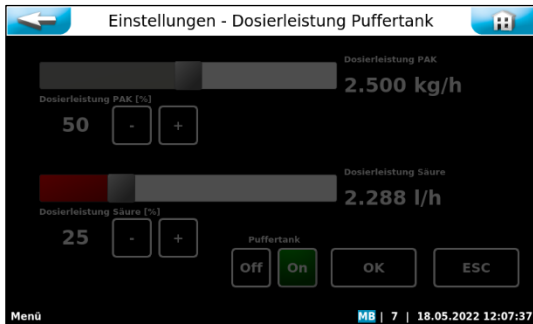 Einstellungen - Dosierleistung Puffertank
Dosierleistung PAK
2.500 kg/h
Dosierleistung PAK [%]
50 - +
Dosierleistung Säure
2.288 l/h
Dosierleistung Säure [%]
25 - +
Puffertank
Off On OK ESC
Menü MB | 7 | 18.05.2022 12:07:37